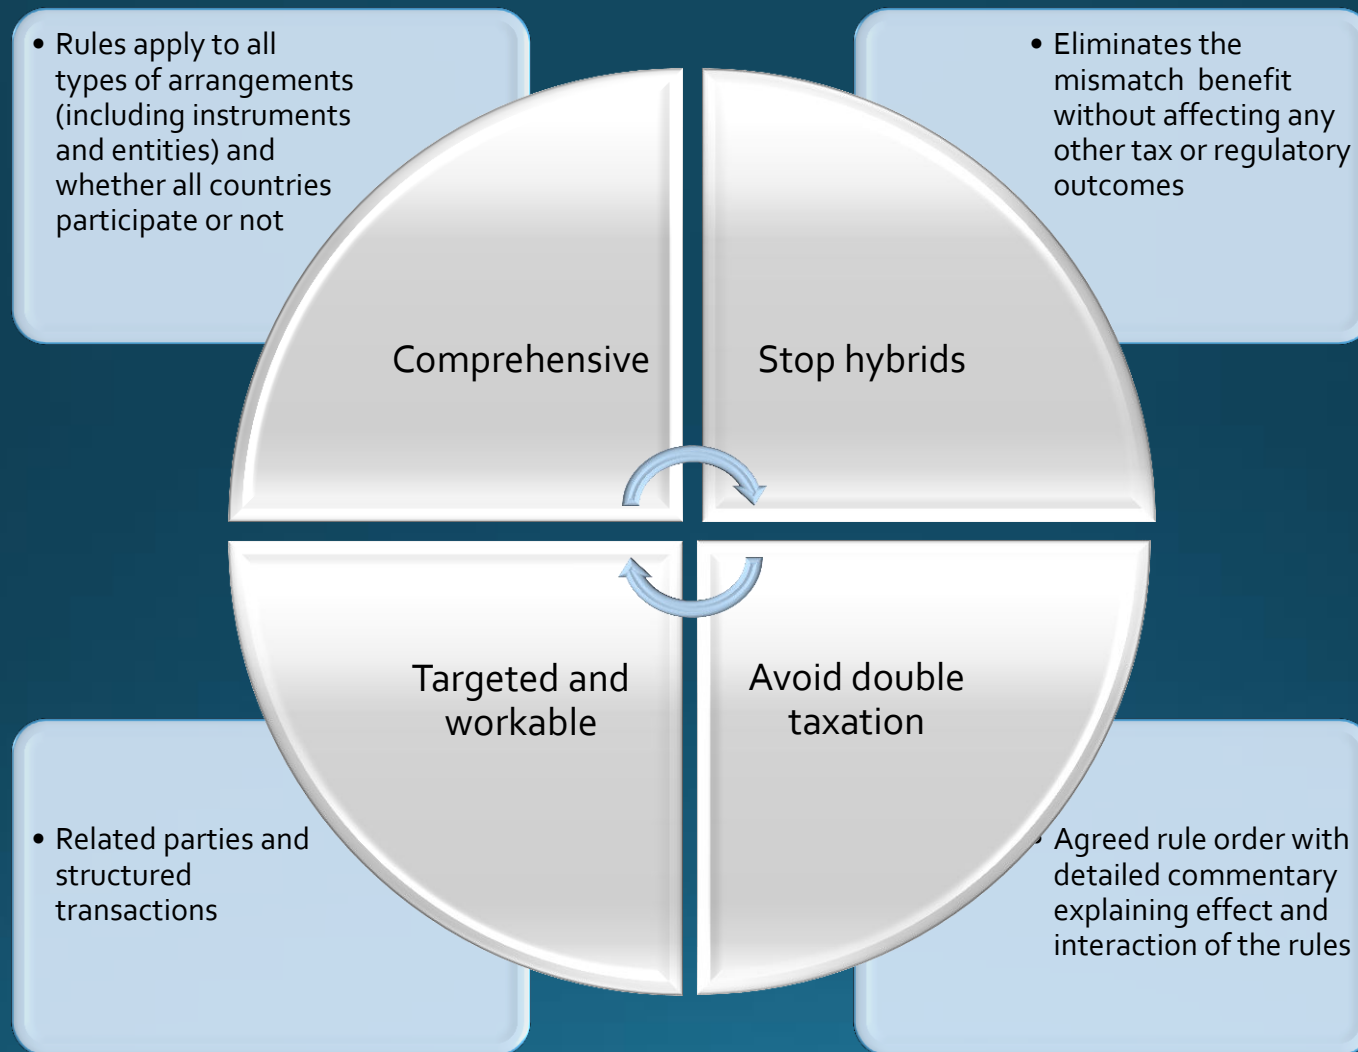 • Rules apply to all
types of arrangements
(including instruments
and entities) and
whether all countries
participate or not
• Eliminates the
mismatch  benefit
without affecting any
other tax or regulatory
outcomes
Comprehensive
Stop hybrids
Targeted and
workable
Avoid double
taxation
• Related parties and
structured
transactions
• Agreed rule order with
detailed commentary
explaining effect and
interaction of the rules